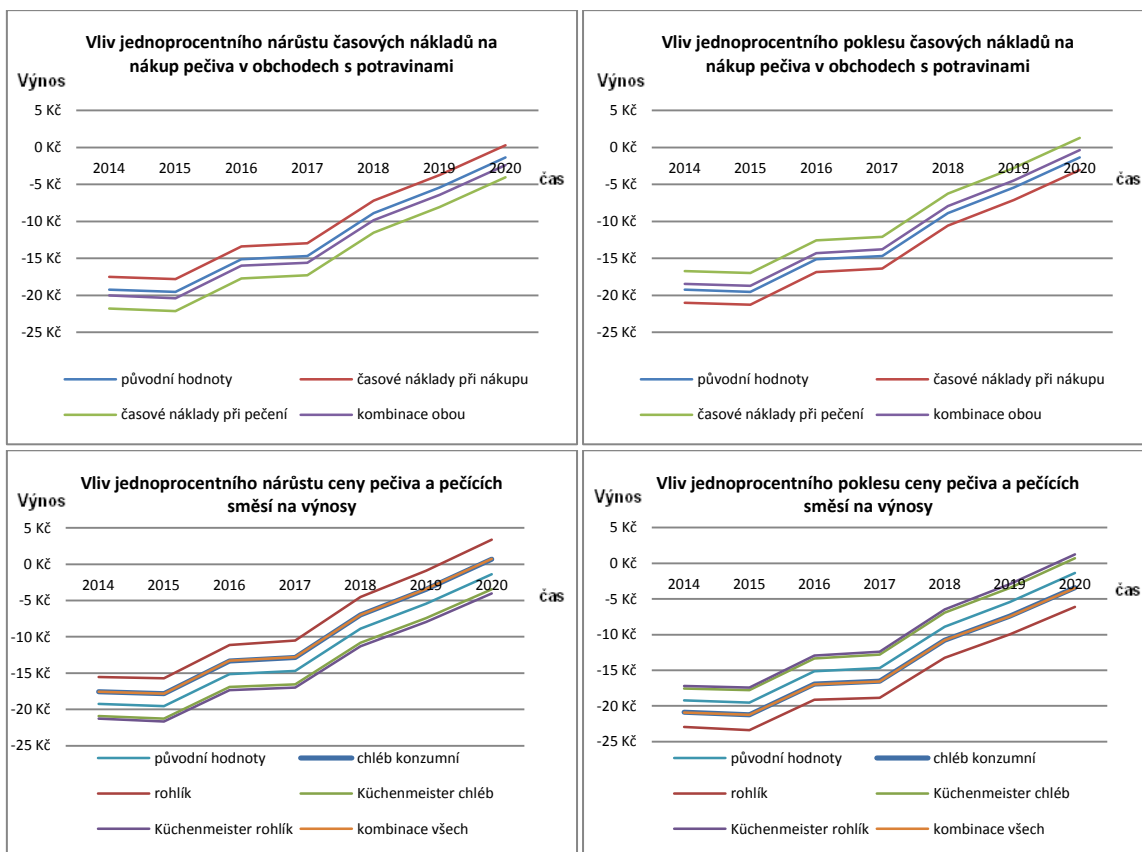 Vliv jednoprocentního nárůstu časových nákladů na
nákup pečiva v obchodech s potravinami
Výnos
5 Kč
0 Kč
-5 Kč
-10 Kč
-15 Kč
-20 Kč
-25 Kč
2014 2015 2016 2017 2018 2019 2020
čas
původní hodnoty
časové náklady při nákupu
časové náklady při pečení
kombinace obou
Vliv jednoprocentního poklesu časových nákladů na
nákup pečiva v obchodech s potravinami
Výnos
5 Kč
0 Kč
-5 Kč
-10 Kč
-15 Kč
-20 Kč
-25 Kč
2014 2015 2016 2017 2018 2019 2020
čas
původní hodnoty
časové náklady při nákupu
časové náklady při pečení
kombinace obou
Vliv jednoprocentního nárůstu ceny pečiva a pečících
směsí na výnosy
Výnos
5 Kč
0 Kč
-5 Kč
-10 Kč
-15 Kč
-20 Kč
-25 Kč
2014 2015 2016 2017 2018 2019 2020
čas
původní hodnoty
chléb konzumní
rohlík
Küchenmeister chléb
Küchenmeister rohlík
kombinace všech
Vliv jednoprocentního poklesu ceny pečiva a pečících
směsí na výnosy
Výnos
5 Kč
0 Kč
-5 Kč
-10 Kč
-15 Kč
-20 Kč
-25 Kč
2014 2015 2016 2017 2018 2019 2020
čas
původní hodnoty
chléb konzumní
rohlík
Küchenmeister chléb
Küchenmeister rohlík
kombinace všech